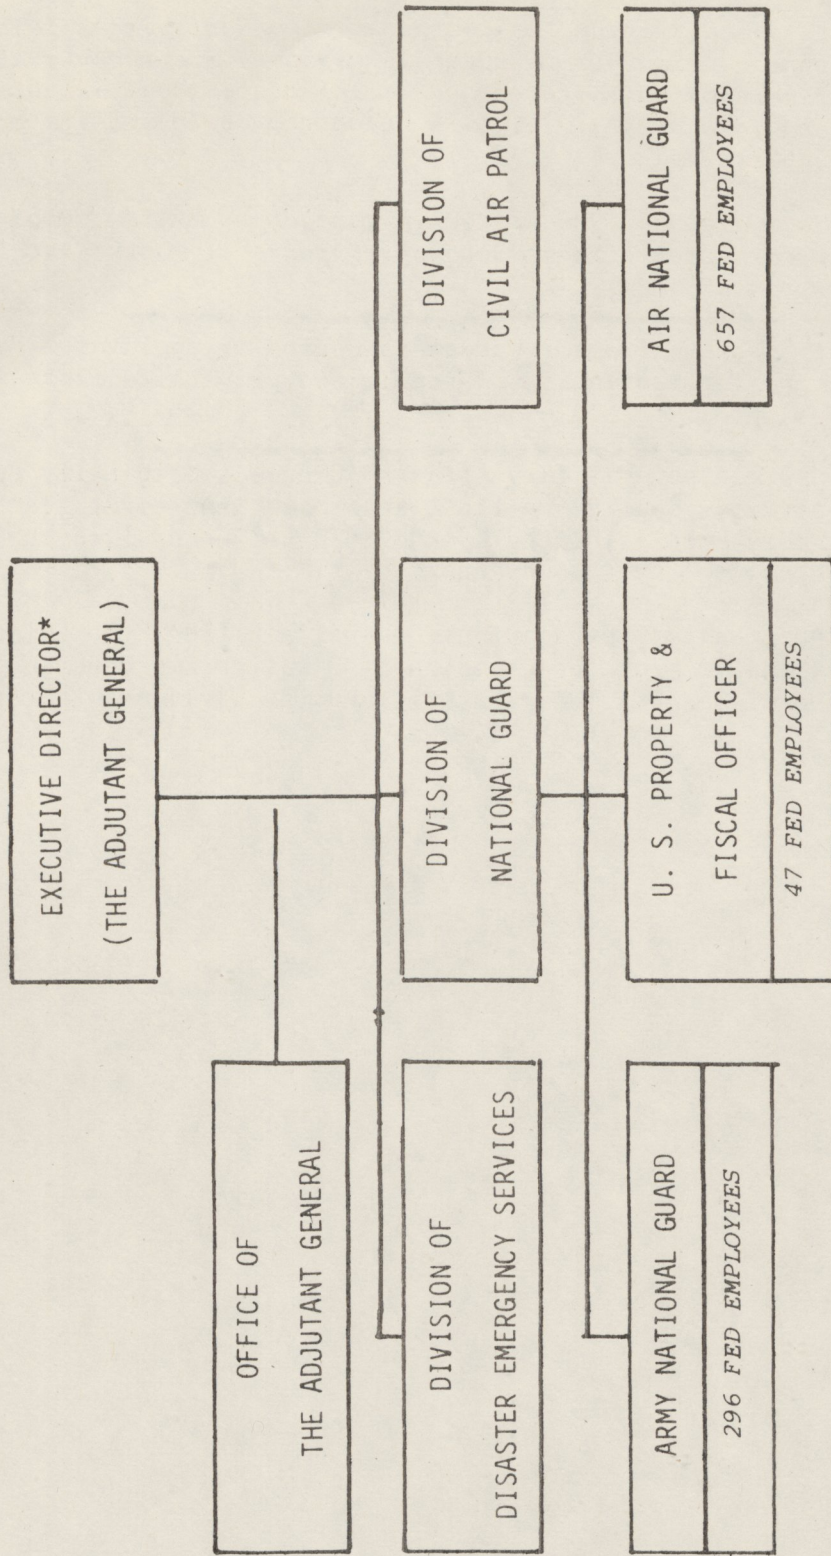 EXECUTIVE DIRECTOR*
(THE ADJUTANT GENERAL)
OFFICE OF
THE ADJUTANT GENERAL
DIVISION OF
DISASTER EMERGENCY SERVICES
DIVISION OF
NATIONAL GUARD
DIVISION OF
CIVIL AIR PATROL
ARMY NATIONAL GUARD
296 FED EMPLOYEES
U. S. PROPERTY &
FISCAL OFFICER
47 FED EMPLOYEES
AIR NATIONAL GUARD
657 FED EMPLOYEES